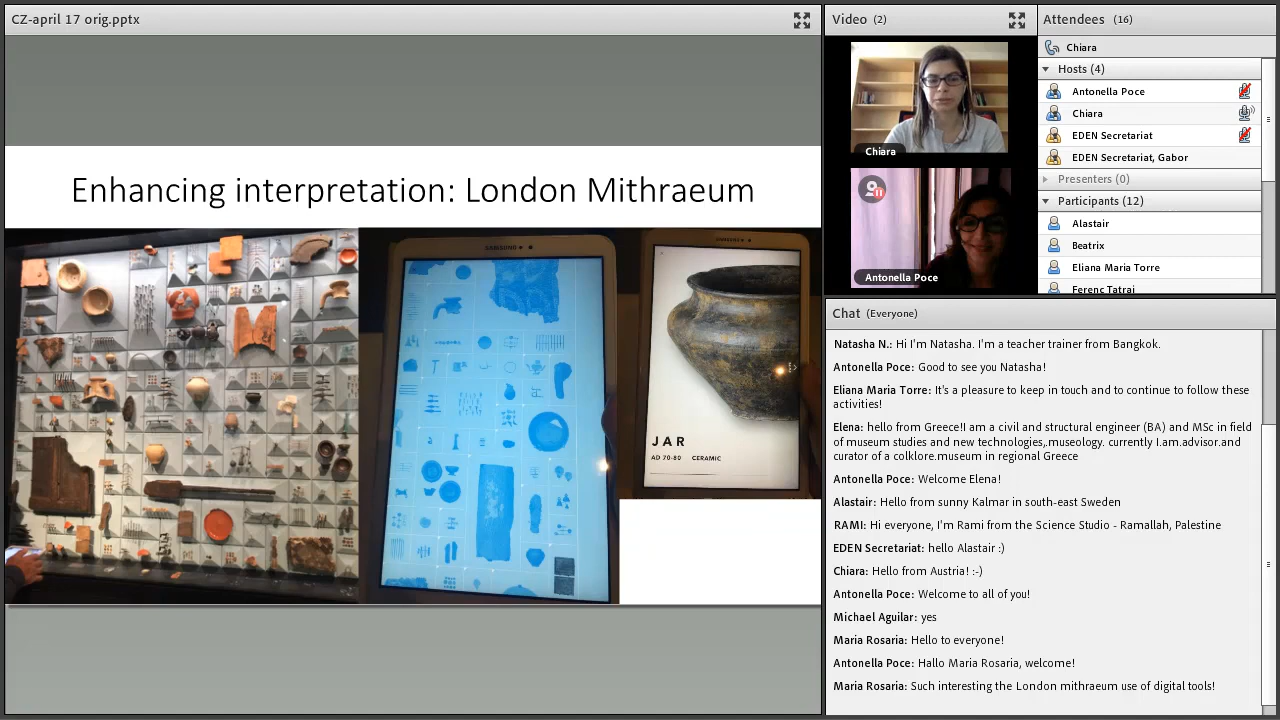 CZ-april 17 orig.pptx
Enhancing interpretation: London Mithraeum
SAMSUNG
SAMSUNG
JAR
AD 70-80 CERAMIC
Video (2)
Chiara
Antonella Poce
Attendees (16)
Chiara
Hosts (4)
Antonella Poce
Chiara
EDEN Secretariat
EDEN Secretariat, Gabor
Presenters (0)
Participants (12)
Alastair
Beatrix
Eliana Maria Torre
Ferenc Tatrai
Chat (Everyone)
Natasha N.: Hi I'm Natasha. I'm a teacher trainer from Bangkok.
Antonella Poce: Good to see you Natasha!
Eliana Maria Torre: It's a pleasure to keep in touch and to continue to follow these
activities!
Elena: hello from Greece!I am a civil and structural engineer (BA) and MSc in field
of museum studies and new technologies,.museology. currently I.am.advisor.and
curator of a colklore.museum in regional Greece
Antonella Poce: Welcome Elena!
Alastair: Hello from sunny Kalmar in south-east Sweden
RAMI: Hi everyone, I'm Rami from the Science Studio - Ramallah, Palestine
EDEN Secretariat: hello Alastair :)
Chiara: Hello from Austria! :-)
Antonella Poce: Welcome to all of you!
Michael Aguilar: yes
Maria Rosaria: Hello to everyone!
Antonella Poce: Hallo Maria Rosaria, welcome!
Maria Rosaria: Such interesting the London mithraeum use of digital tools!